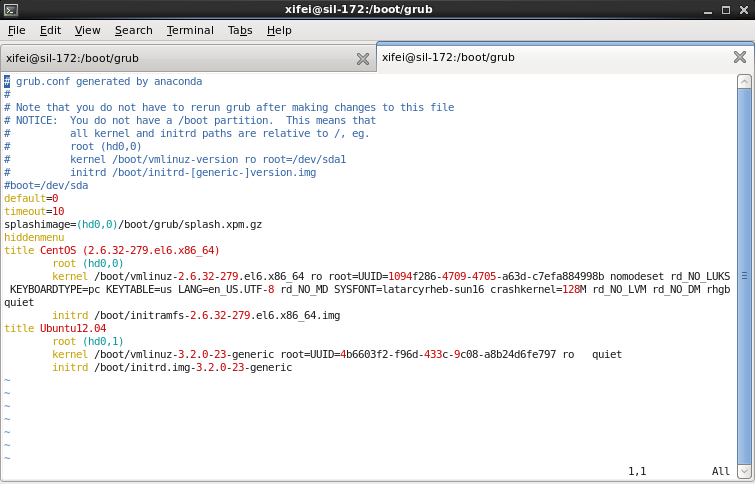 xifei@sil-172:/boot/grub
File Edit View Search Terminal Tabs Help
xifei@sil-172:/boot/grub xifei@sil-172:/boot/grub
# grub.conf generated by anaconda
#
# Note that you do not have to rerun grub after making changes to this file
# NOTICE:  You do not have a /boot partition.  This means that
#          all kernel and initrd paths are relative to /, eg.
#          root (hd0,0)
#          kernel /boot/vmlinuz-version ro root=/dev/sda1
#          initrd /boot/initrd-[generic-]version.img
#boot=/dev/sda
default=0
timeout=10
splashimage=(hd0,0)/boot/grub/splash.xpm.gz
hiddenmenu
title CentOS (2.6.32-279.el6.x86_64)
        root (hd0,0)
        kernel /boot/vmlinuz-2.6.32-279.el6.x86_64 ro root=UUID=1094f286-4709-4705-a63d-c7efa884998b nomodeset rd_NO_LUKS
 KEYBOARDTYPE=pc KEYTABLE=us LANG=en_US.UTF-8 rd_NO_MD SYSFONT=latarcyrheb-sun16 crashkernel=128M rd_NO_LVM rd_NO_DM rhgb
quiet
        initrd /boot/initramfs-2.6.32-279.el6.x86_64.img
title Ubuntu12.04
        root (hd0,1)
        kernel /boot/vmlinuz-3.2.0-23-generic root=UUID=4b6603f2-f96d-433c-9c08-a8b24d6fe797 ro   quiet
        initrd /boot/initrd.img-3.2.0-23-generic
~
~
~
~
~
~
~
1,1 All